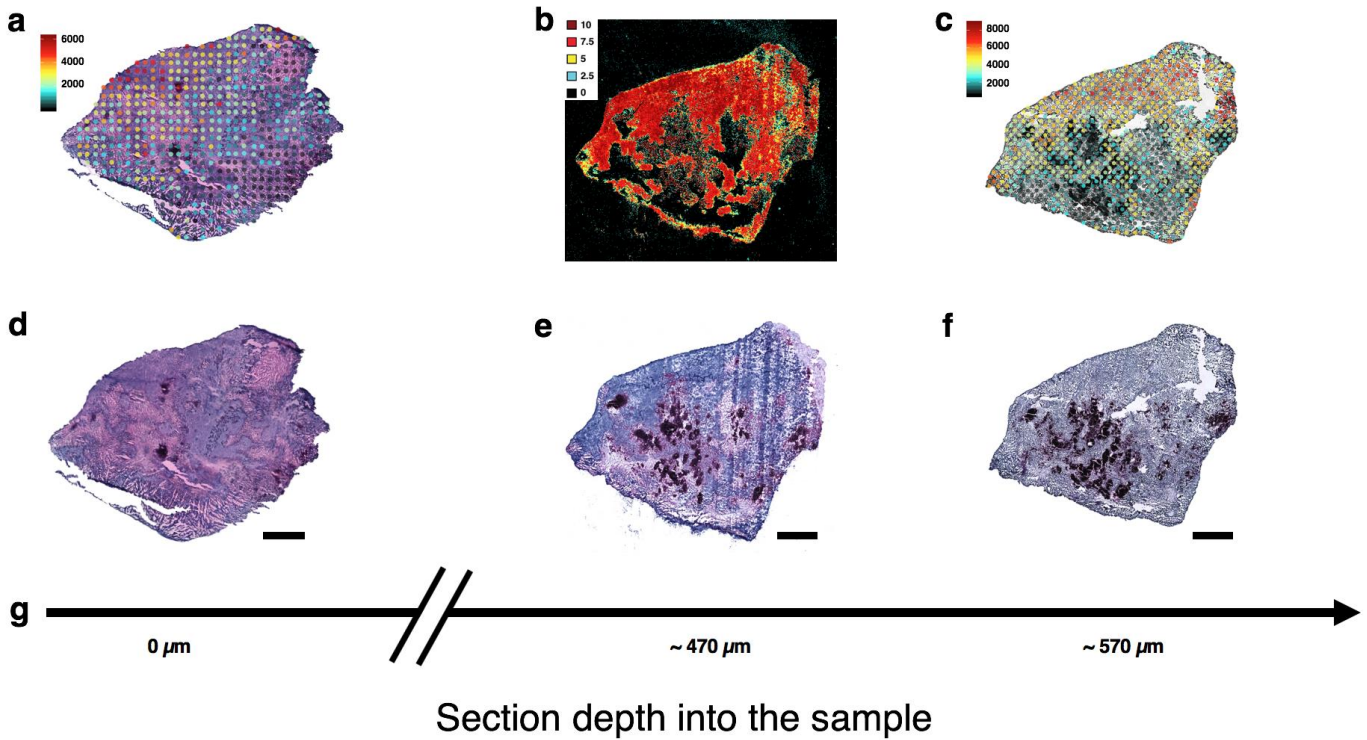 a
6000
4000
2000
b
10
7.5
5
2.5
0
c
8000
6000
4000
2000
d
e
f
g
0 µm
~ 470 µm
~ 570 µm
Section depth into the sample